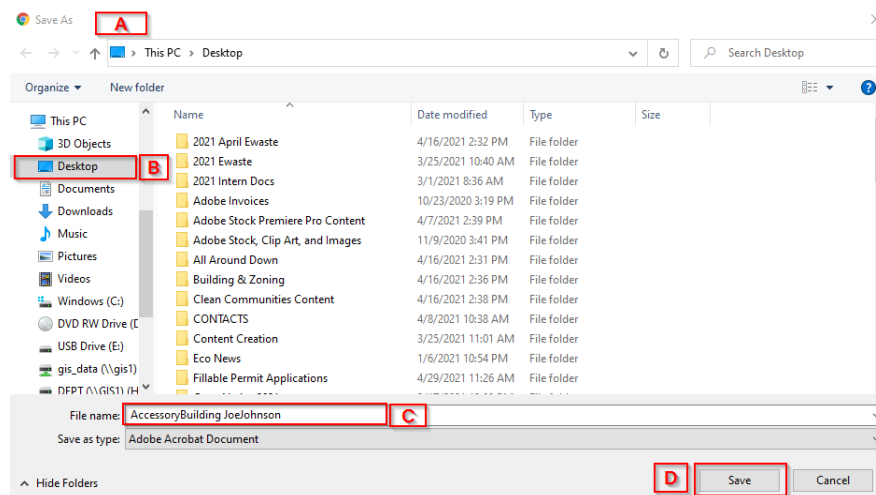 Save As A
This PC > Desktop Search Desktop
Organize New folder ?
This PC Name Date modified Type Size
3D Objects 2021 April Ewaste 4/16/2021 2:32 PM File folder
Desktop B 2021 Ewaste 3/25/2021 10:40 AM File folder
Documents 2021 Intern Docs 3/1/2021 8:36 AM File folder
Downloads Adobe Invoices 10/23/2020 3:19 PM File folder
Music Adobe Stock Premiere Pro Content 4/7/2021 2:39 PM File folder
Pictures Adobe Stock, Clip Art, and Images 11/9/2020 3:41 PM File folder
Videos All Around Down 4/16/2021 2:31 PM File folder
Windows (C:) Building & Zoning 4/16/2021 2:36 PM File folder
DVD RW Drive (D Clean Communities Content 4/16/2021 2:38 PM File folder
USB Drive (E:) CONTACTS 4/8/2021 10:38 AM File folder
gis_data (\\gis1) Content Creation 3/25/2021 11:01 AM File folder
DEPT (\\GIS1) (H Eco News 1/6/2021 10:54 PM File folder
Fillable Permit Applications 4/29/2021 11:26 AM File folder
File name: AccessoryBuilding JoeJohnson C
Save as type: Adobe Acrobat Document
Hide Folders D Save Cancel